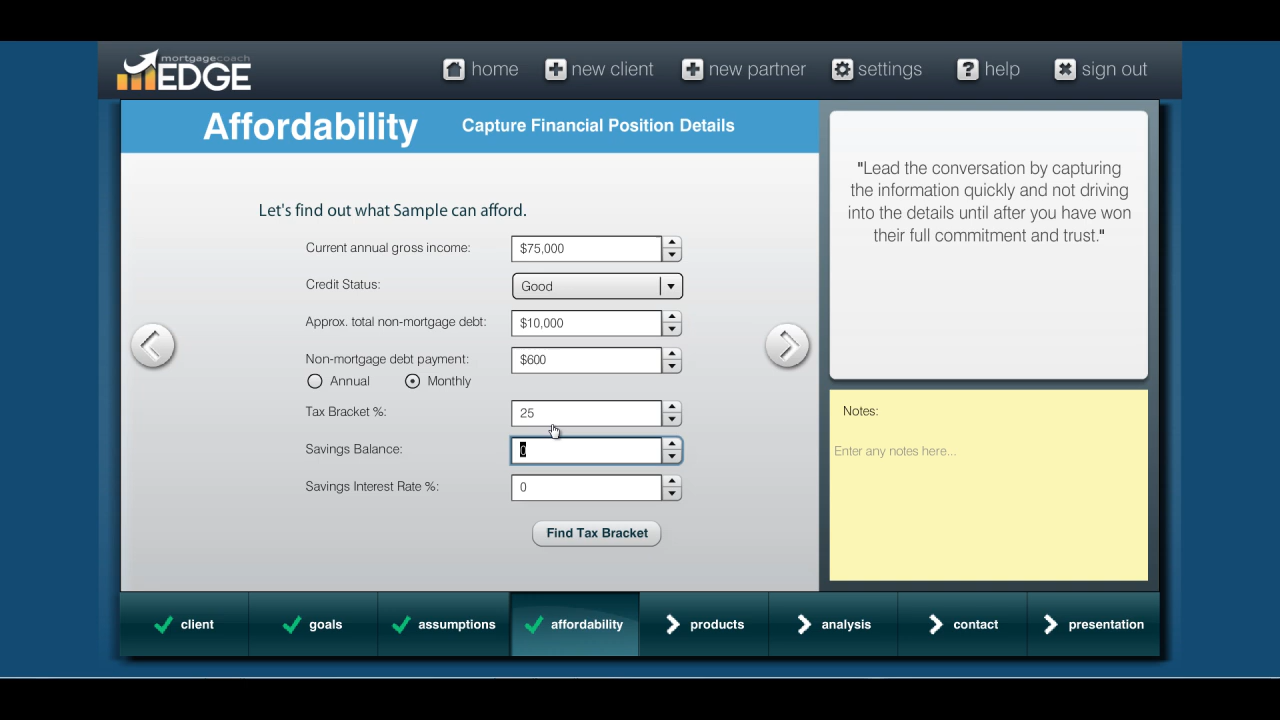 mortgagecoach
EDGE
home
new client
new partner
settings
help
sign out
Affordability
Capture Financial Position Details
Let's find out what Sample can afford.
Current annual gross income:
$75,000
Credit Status:
Good
Approx. total non-mortgage debt:
$10,000
Non-mortgage debt payment:
$600
Annual
Monthly
Tax Bracket %:
25
Savings Balance:
0
Savings Interest Rate %:
0
Find Tax Bracket
"Lead the conversation by capturing
the information quickly and not driving
into the details until after you have won
their full commitment and trust."
Notes:
Enter any notes here...
client
goals
assumptions
affordability
products
analysis
contact
presentation